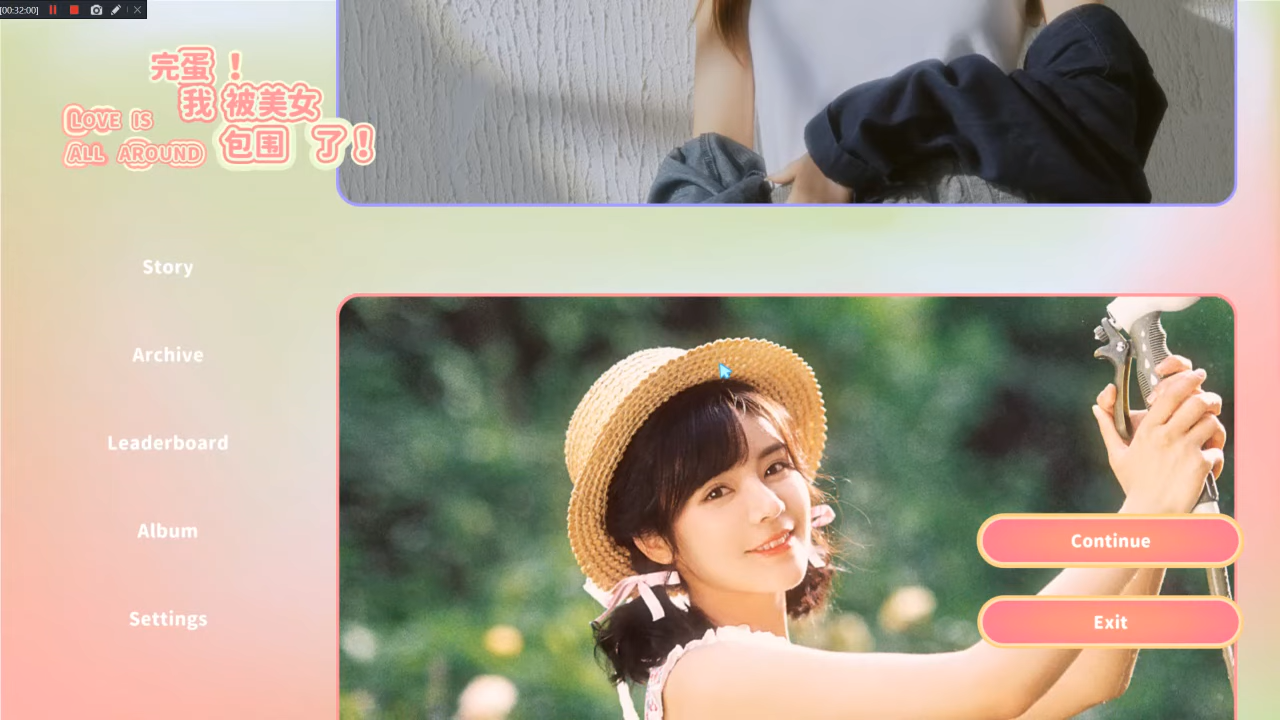 [00:32:00]
完蛋！
我被美女
包围了！
LOVE IS
ALL AROUND
Story
Archive
Leaderboard
Album
Settings
Continue
Exit